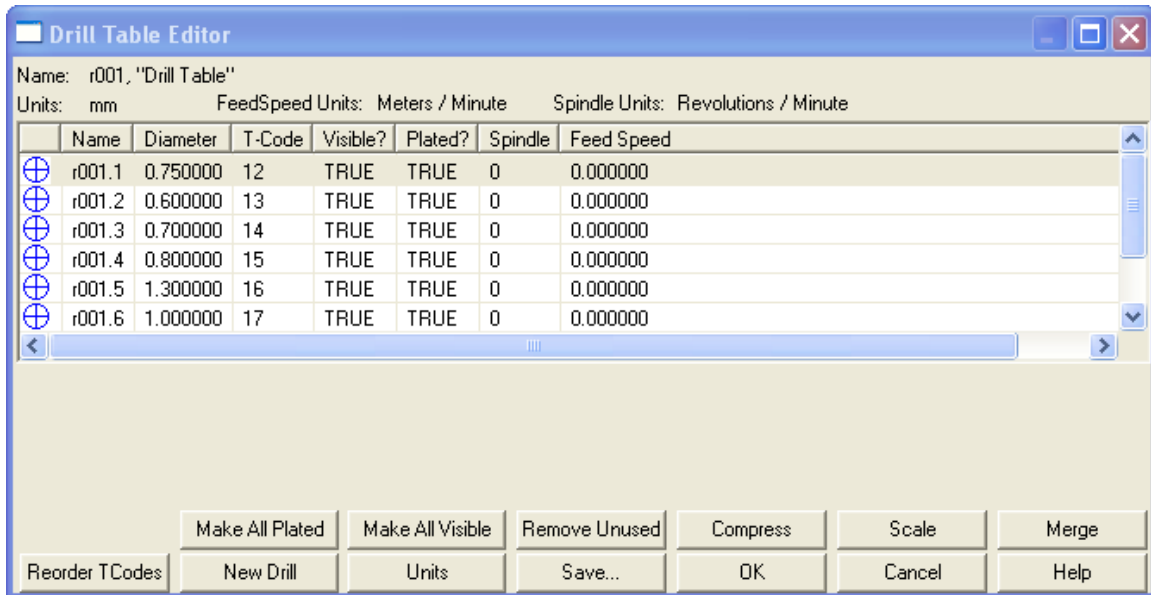 Drill Table Editor
Name: r001, "Drill Table"
Units: mm FeedSpeed Units: Meters / Minute Spindle Units: Revolutions / Minute
Name Diameter T-Code Visible? Plated? Spindle Feed Speed
r001.1 0.750000 12 TRUE TRUE 0 0.000000
r001.2 0.600000 13 TRUE TRUE 0 0.000000
r001.3 0.700000 14 TRUE TRUE 0 0.000000
r001.4 0.800000 15 TRUE TRUE 0 0.000000
r001.5 1.300000 16 TRUE TRUE 0 0.000000
r001.6 1.000000 17 TRUE TRUE 0 0.000000
Make All Plated Make All Visible Remove Unused Compress Scale Merge
Reorder TCodes New Drill Units Save... OK Cancel Help